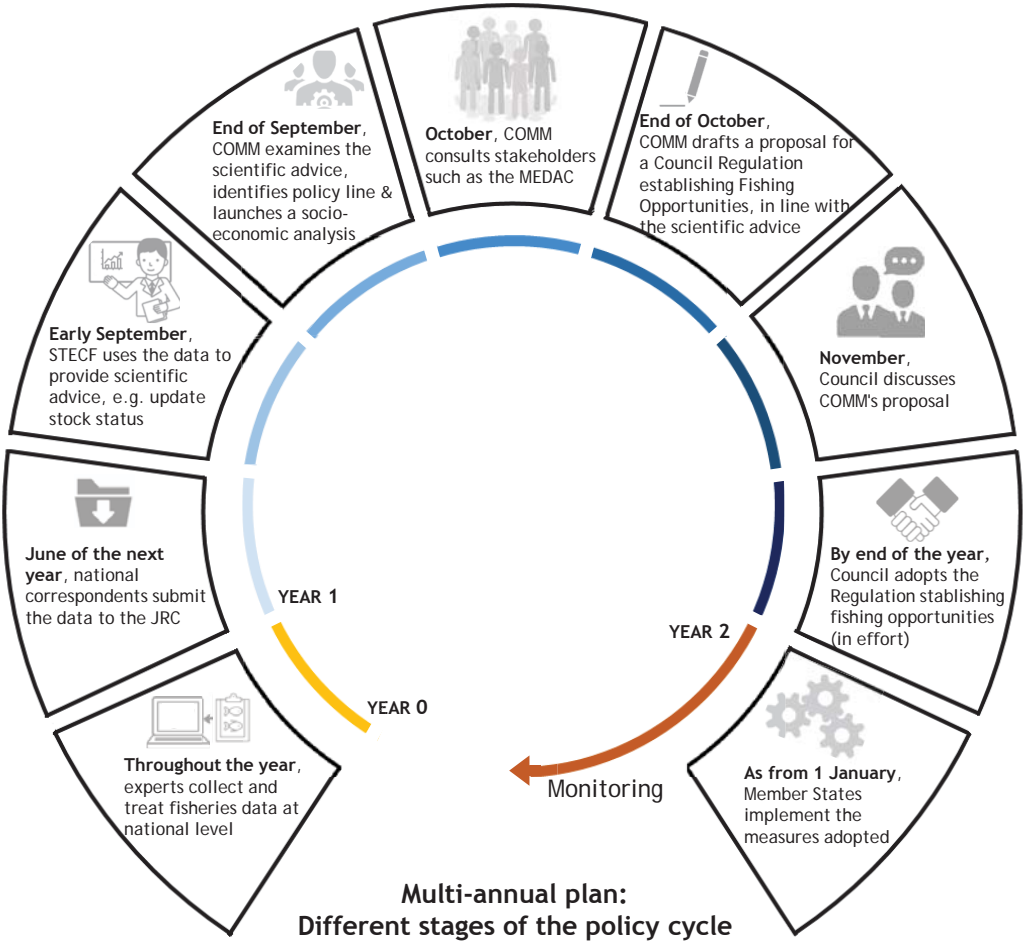 Throughout the year,
experts collect and
treat fisheries data at
national level
YEAR 0
June of the next
year, national
correspondents submit
the data to the JRC
YEAR 1
Early September,
STECF uses the data to
provide scientific
advice, e.g. update
stock status
End of September,
COMM examines the
scientific advice,
identifies policy line &
launches a socio-
economic analysis
October, COMM
consults stakeholders
such as the MEDAC
End of October,
COMM drafts a proposal for
a Council Regulation
establishing Fishing
Opportunities, in line with
the scientific advice
November,
Council discusses
COMM's proposal
By end of the year,
Council adopts the
Regulation stablishing
fishing opportunities
(in effort)
YEAR 2
As from 1 January,
Member States
implement the
measures adopted
Monitoring
Multi-annual plan:
Different stages of the policy cycle